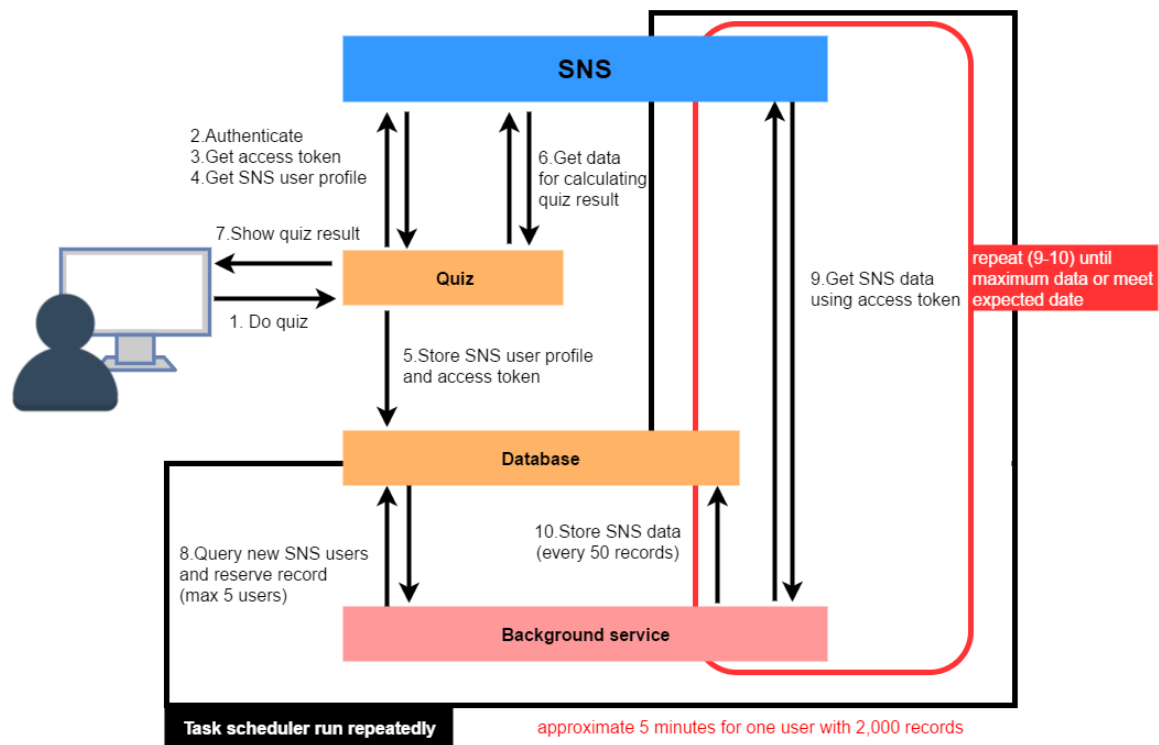 SNS
2.Authenticate
3.Get access token
4.Get SNS user profile
6.Get data
for calculating
quiz result
7.Show quiz result
Quiz
1. Do quiz
9.Get SNS data
using access token
repeat (9-10) until
maximum data or meet
expected date
5.Store SNS user profile
and access token
Database
8.Query new SNS users
and reserve record
(max 5 users)
10.Store SNS data
(every 50 records)
Background service
Task scheduler run repeatedly
approximate 5 minutes for one user with 2,000 records